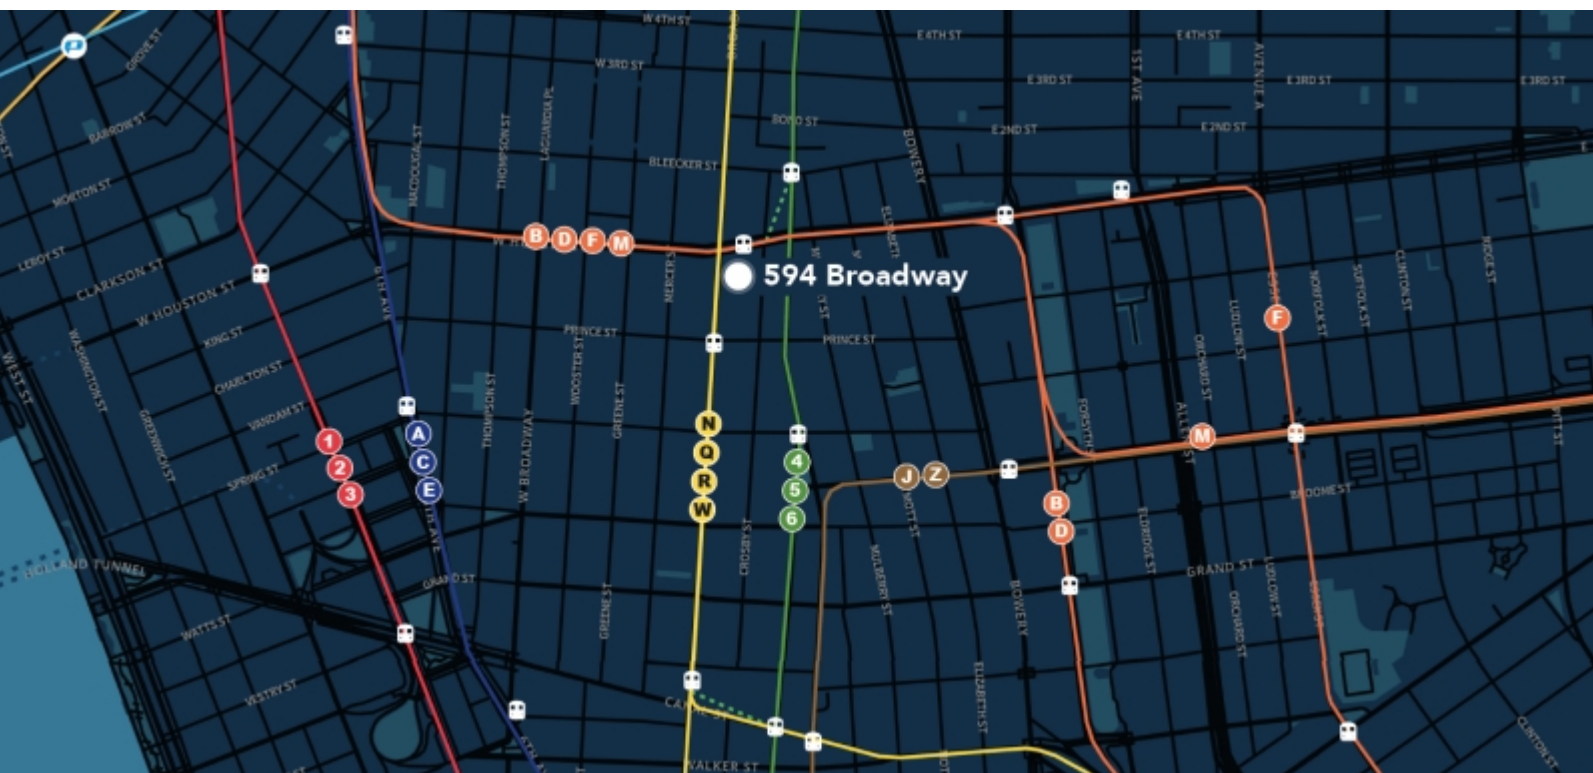 W 4TH ST
E 4TH ST
E 4TH ST
GROVE ST
W 3RD ST
1ST AVE
AVENUE A
E 3RD ST
E 3RD ST
E 3RD ST
BARROW ST
MACDOUGAL ST
THOMPSON ST
LAGUARDIA PL
BOND ST
BOWERY
E 2ND ST
E 2ND ST
BLEECKER ST
MORTON ST
LEROY ST
CLARKSON ST
W HOUSTON ST
B D F M
594 Broadway
6TH AVE
MERCER S
RIDGE ST
CLINTON ST
SUFFOLK ST
NORFOLK ST
LUDLOW ST
ORCHARD ST
F
KING ST
PRINCE ST
PRINCE ST
WEST ST
WASHINGTON ST
CHARLTON ST
VANDAM ST
GREENWICH ST
SPRING ST
THOMPSON ST
WOOSTER ST
GREENE ST
W BROADWAY
FORSYTH
1
2
3
A
C
E
N
Q
R
W
4
5
6
J Z
M
B
D
BROOME ST
MOTT ST
CROSBY ST
MULBERRY ST
ELDRIDGE ST
HOLLAND TUNNEL
GRAND ST
GRAND ST
LUDLOW ST
ORCHARD ST
WATTS ST
GREENE ST
BOWERY
ELIZABETH ST
VESTRY ST
WALKER ST
CLINTON ST